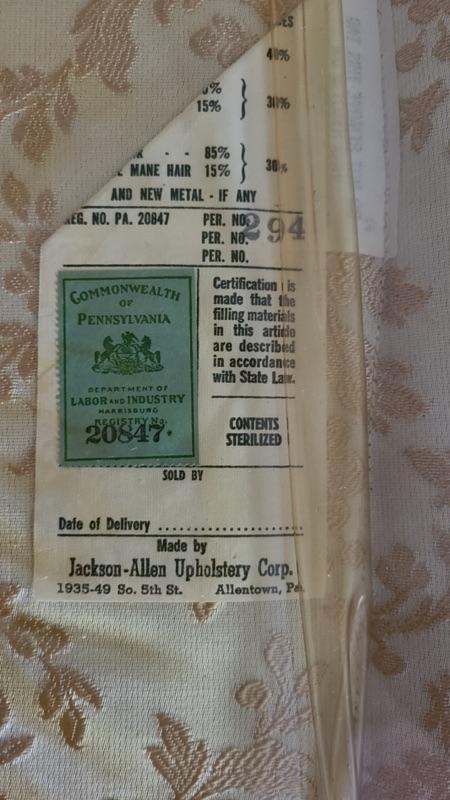 40%
15% } 30%
85%
MANE HAIR 15% } 30%
AND NEW METAL - IF ANY
REG. NO. PA. 20847 PER. NO. 294
PER. NO.
PER. NO.
COMMONWEALTH
OF
PENNSYLVANIA
DEPARTMENT OF
LABOR AND INDUSTRY
HARRISBURG
REGISTRY No.
20847.
Certification is
made that the
filling materials
in this article
are described
in accordance
with State Law.
CONTENTS
STERILIZED
SOLD BY
Date of Delivery ....................
Made by
Jackson-Allen Upholstery Corp.
1935-49 So. 5th St. Allentown, Pa.